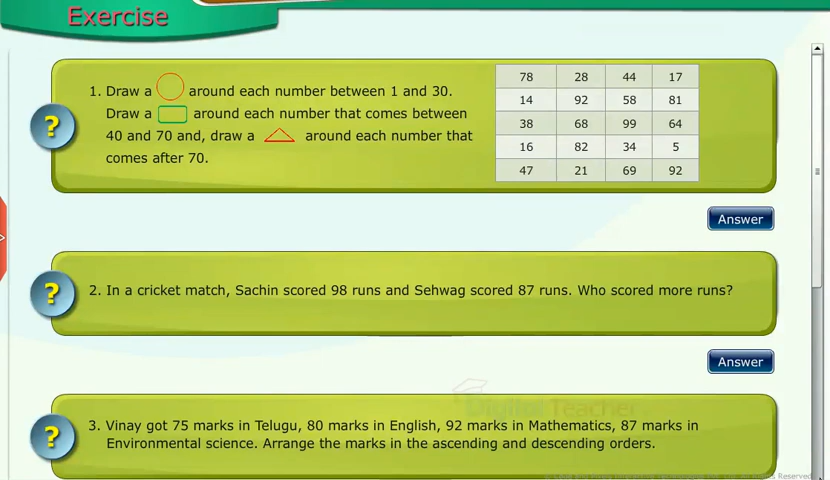 Exercise
1. Draw a around each number between 1 and 30.
Draw a around each number that comes between
40 and 70 and, draw a around each number that
comes after 70.
78 28 44 17
14 92 58 81
38 68 99 64
16 82 34 5
47 21 69 92
?
Answer
2. In a cricket match, Sachin scored 98 runs and Sehwag scored 87 runs. Who scored more runs?
?
Answer
Digital Teacher
3. Vinay got 75 marks in Telugu, 80 marks in English, 92 marks in Mathematics, 87 marks in
Environmental science. Arrange the marks in the ascending and descending orders.
?
All Rights Reserved